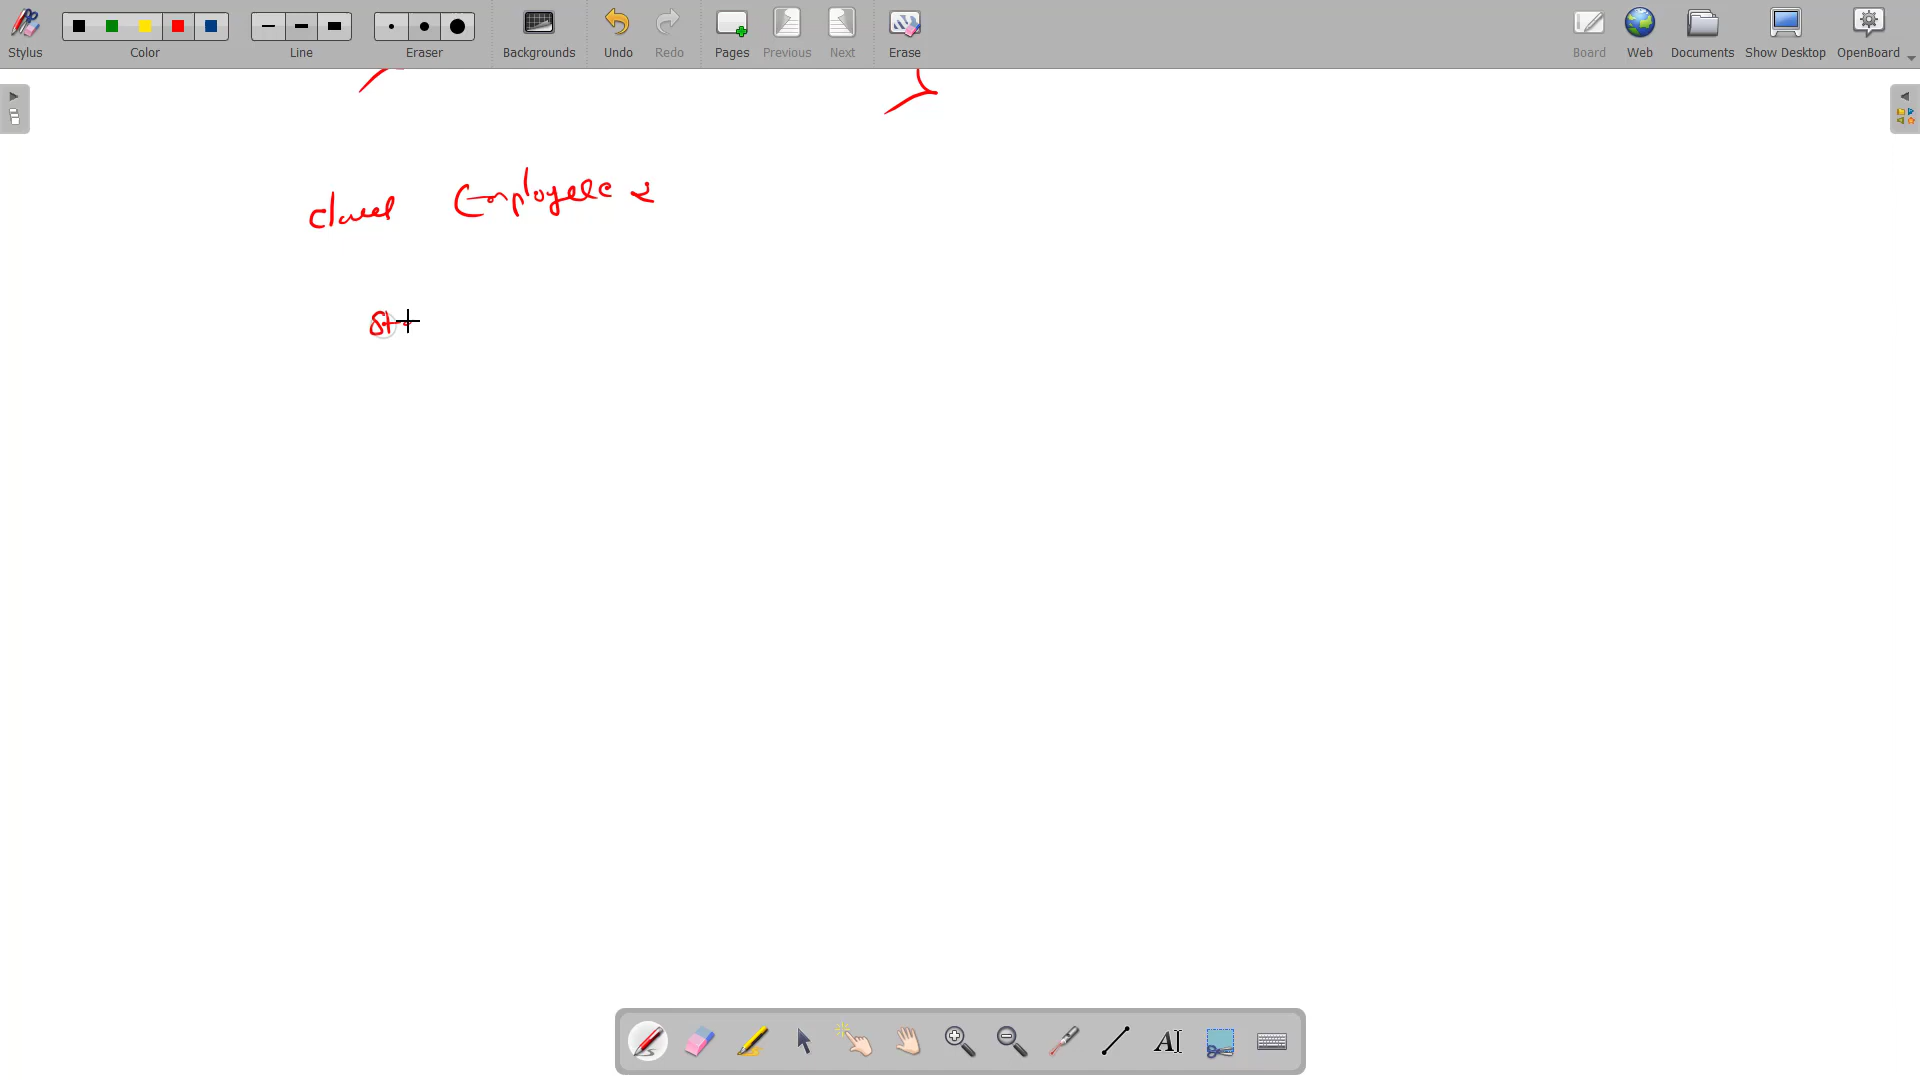 Stylus Color Line Eraser Backgrounds Undo Redo Pages Previous Next Erase Board Web Documents Show Desktop OpenBoard
class Employee {
St